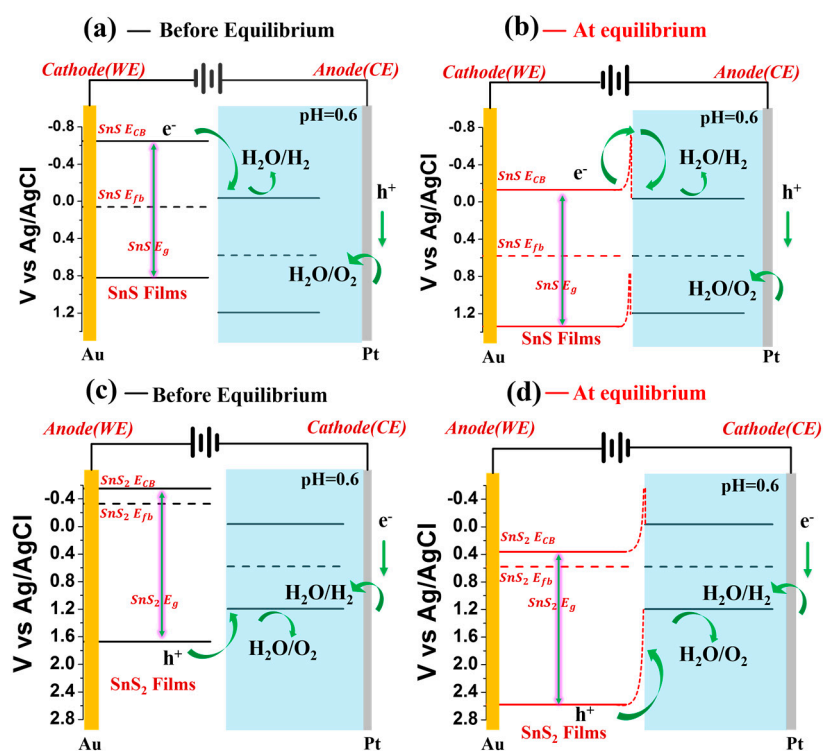 (a) — Before Equilibrium
Cathode(WE)
Anode(CE)
pH=0.6
V vs Ag/AgCl
-0.8
0.0
0.4
0.8
1.2
SnS E_CB
e⁻
SnS E_fb
SnS E_g
SnS Films
H₂O/H₂
h⁺
H₂O/O₂
Au
Pt
(b) — At equilibrium
Cathode(WE)
Anode(CE)
pH=0.6
V vs Ag/AgCl
-0.8
0.0
0.4
0.8
1.2
SnS E_CB
e⁻
SnS E_fb
SnS E_g
SnS Films
H₂O/H₂
h⁺
H₂O/O₂
Au
Pt
(c) — Before Equilibrium
Anode(WE)
Cathode(CE)
pH=0.6
V vs Ag/AgCl
-0.4
0.0
0.4
0.8
1.2
1.6
2.0
2.4
2.8
SnS₂ E_CB
SnS₂ E_fb
SnS₂ E_g
h⁺
SnS₂ Films
e⁻
H₂O/H₂
H₂O/O₂
Au
Pt
(d) — At equilibrium
Anode(WE)
Cathode(CE)
pH=0.6
V vs Ag/AgCl
-0.4
0.0
0.4
0.8
1.2
1.6
2.0
2.4
2.8
SnS₂ E_CB
SnS₂ E_fb
SnS₂ E_g
h⁺
SnS₂ Films
e⁻
H₂O/H₂
H₂O/O₂
Au
Pt